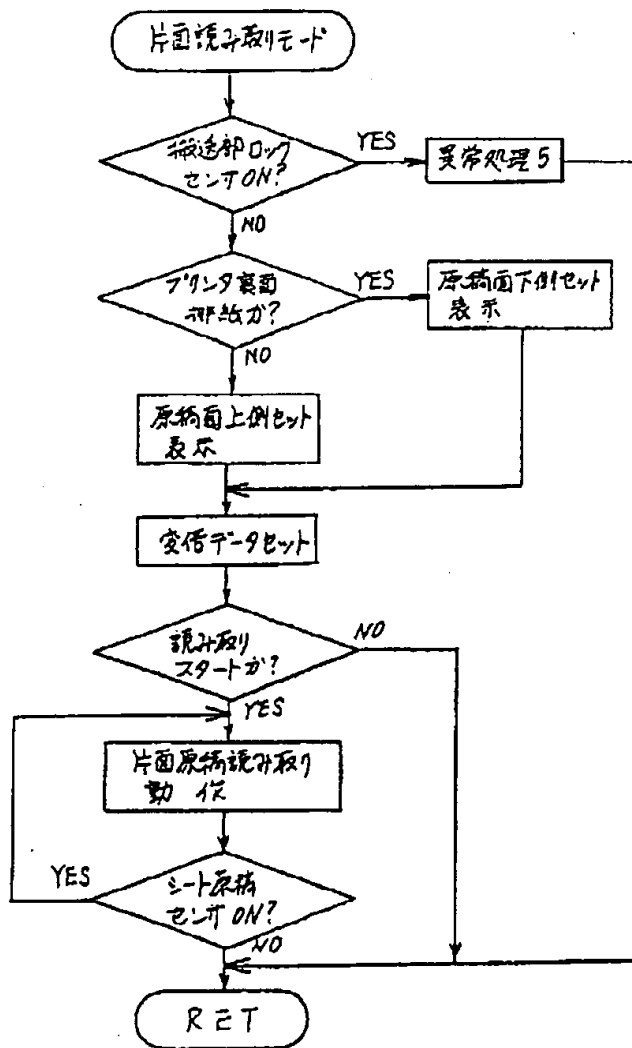 片面読み取りモード
搬送部ロック
センサON?
YES
異常処理5
NO
プリンタ裏面
排紙か?
YES
原稿面下側セット
表示
NO
原稿面上側セット
表示
変倍データセット
読み取り
スタートか?
NO
YES
片面原稿読み取り
動作
シート原稿
センサON?
YES
NO
RET